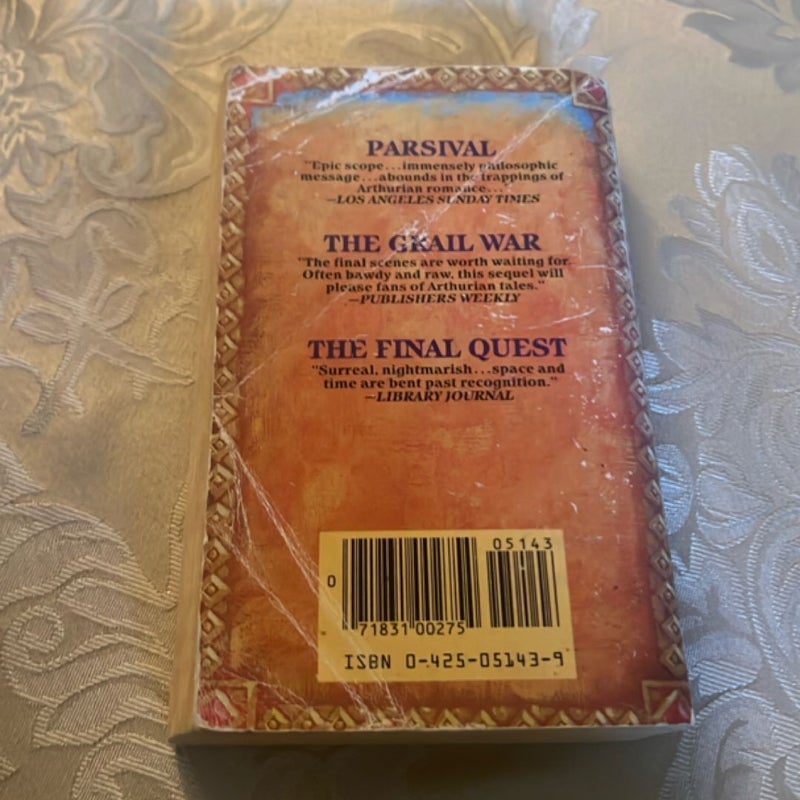 PARSIVAL
"Epic scope...immensely philosophic
message...abounds in the trappings of
Arthurian romance..."
—LOS ANGELES SUNDAY TIMES
THE GRAIL WAR
"The final scenes are worth waiting for.
Often bawdy and raw, this sequel will
please fans of Arthurian tales."
—PUBLISHERS WEEKLY
THE FINAL QUEST
"Surreal, nightmarish...space and
time are bent past recognition."
—LIBRARY JOURNAL
05143
0
71831 00275
ISBN 0-425-05143-9